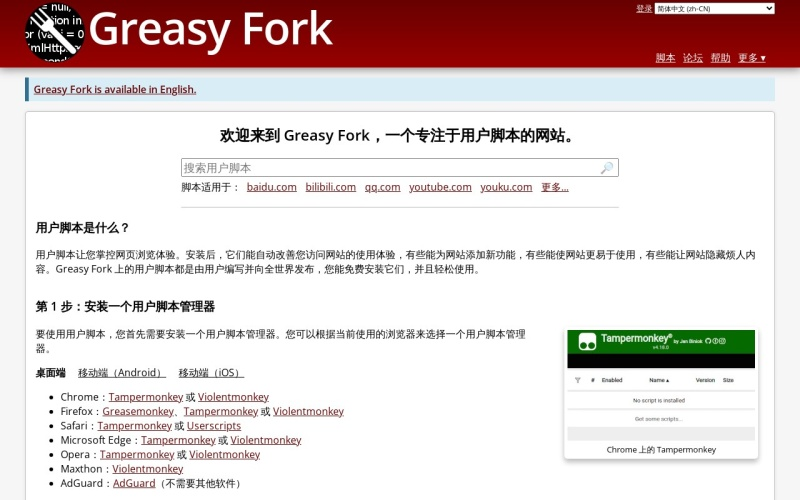 = null,
nction in
or (var i = 0
mlHttp
Greasy Fork
登录 简体中文 (zh-CN)
脚本 论坛 帮助 更多 ▾
Greasy Fork is available in English.
欢迎来到 Greasy Fork，一个专注于用户脚本的网站。
搜索用户脚本
脚本适用于： baidu.com bilibili.com qq.com youtube.com youku.com 更多…
用户脚本是什么？
用户脚本让您掌控网页浏览体验。安装后，它们能自动改善您访问网站的使用体验，有些能为网站添加新功能，有些能使网站更易于使用，有些能让网站隐藏烦人内
容。Greasy Fork 上的用户脚本都是由用户编写并向全世界发布，您能免费安装它们，并且轻松使用。
第 1 步：安装一个用户脚本管理器
要使用用户脚本，您首先需要安装一个用户脚本管理器。您可以根据当前使用的浏览器来选择一个用户脚本管理
器。
桌面端 移动端（Android） 移动端（iOS）
Chrome：Tampermonkey 或 Violentmonkey
Firefox：Greasemonkey、Tampermonkey 或 Violentmonkey
Safari：Tampermonkey 或 Userscripts
Microsoft Edge：Tampermonkey 或 Violentmonkey
Opera：Tampermonkey 或 Violentmonkey
Maxthon：Violentmonkey
AdGuard：AdGuard（不需要其他软件）
Tampermonkey® by Jan Biniok
v4.18.0
# Enabled Name ▴ Version Size
No script is installed
Get some scripts...
Chrome 上的 Tampermonkey